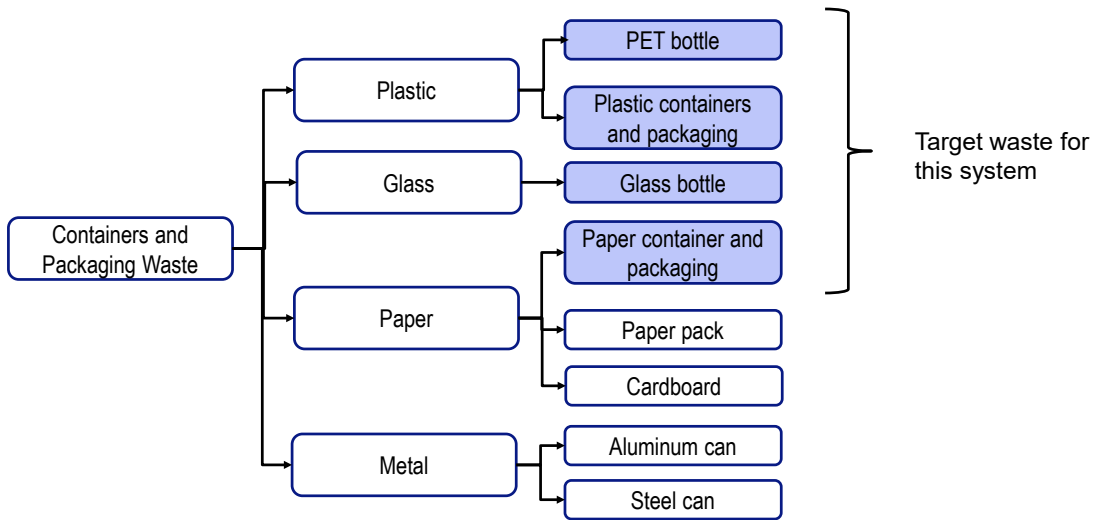 PET bottle
Plastic
Plastic containers
and packaging
Target waste for
this system
Glass
Glass bottle
Containers and
Packaging Waste
Paper container and
packaging
Paper
Paper pack
Cardboard
Metal
Aluminum can
Steel can